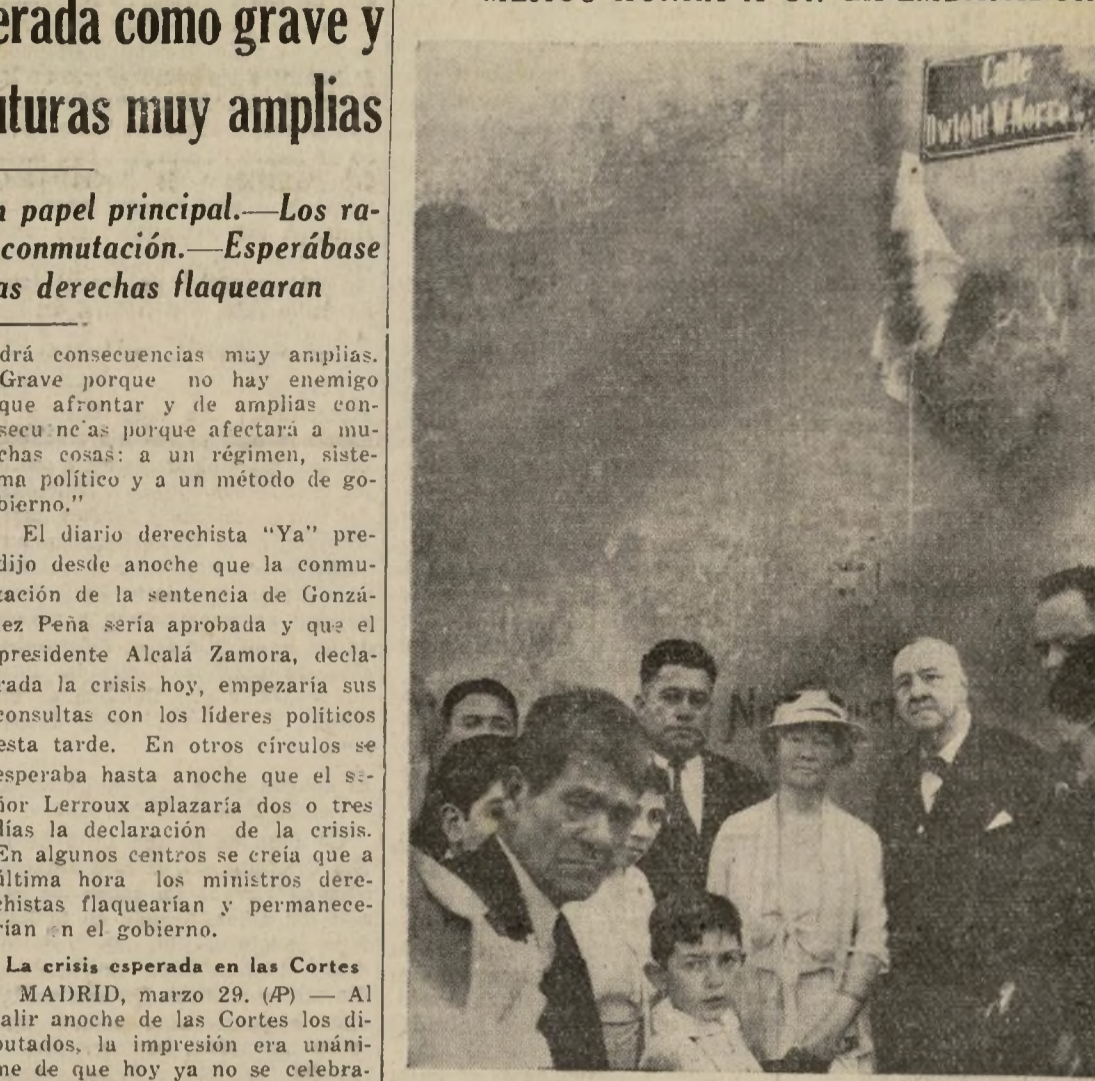 erada como grave y
uturas muy amplias
n papel principal.—Los ra-
conmutación.—Esperábase
as derechas flaquearan
drá consecuencias muy amplias.
Grave porque no hay enemigo
que afrontar y de amplias con-
secu nc'as porque afectará a mu-
chas cosas: a un régimen, siste-
ma político y a un método de go-
bierno."
El diario derechista "Ya" pre-
dijo desde anoche que la conmu-
tación de la sentencia de Gonzá-
lez Peña sería aprobada y que el
presidente Alcalá Zamora, decla-
rada la crisis hoy, empezaría sus
consultas con los líderes políticos
esta tarde. En otros círculos se
esperaba hasta anoche que el se-
ñor Lerroux aplazaría dos o tres
días la declaración de la crisis.
En algunos centros se creía que a
última hora los ministros dere-
chistas flaquearían y permanece-
rían en el gobierno.
La crisis esperada en las Cortes
MADRID, marzo 29. (AP) — Al
salir anoche de las Cortes los di-
putados, la impresión era unáni-
me de que hoy ya no se celebra-
Calle
Dwight W. Morro